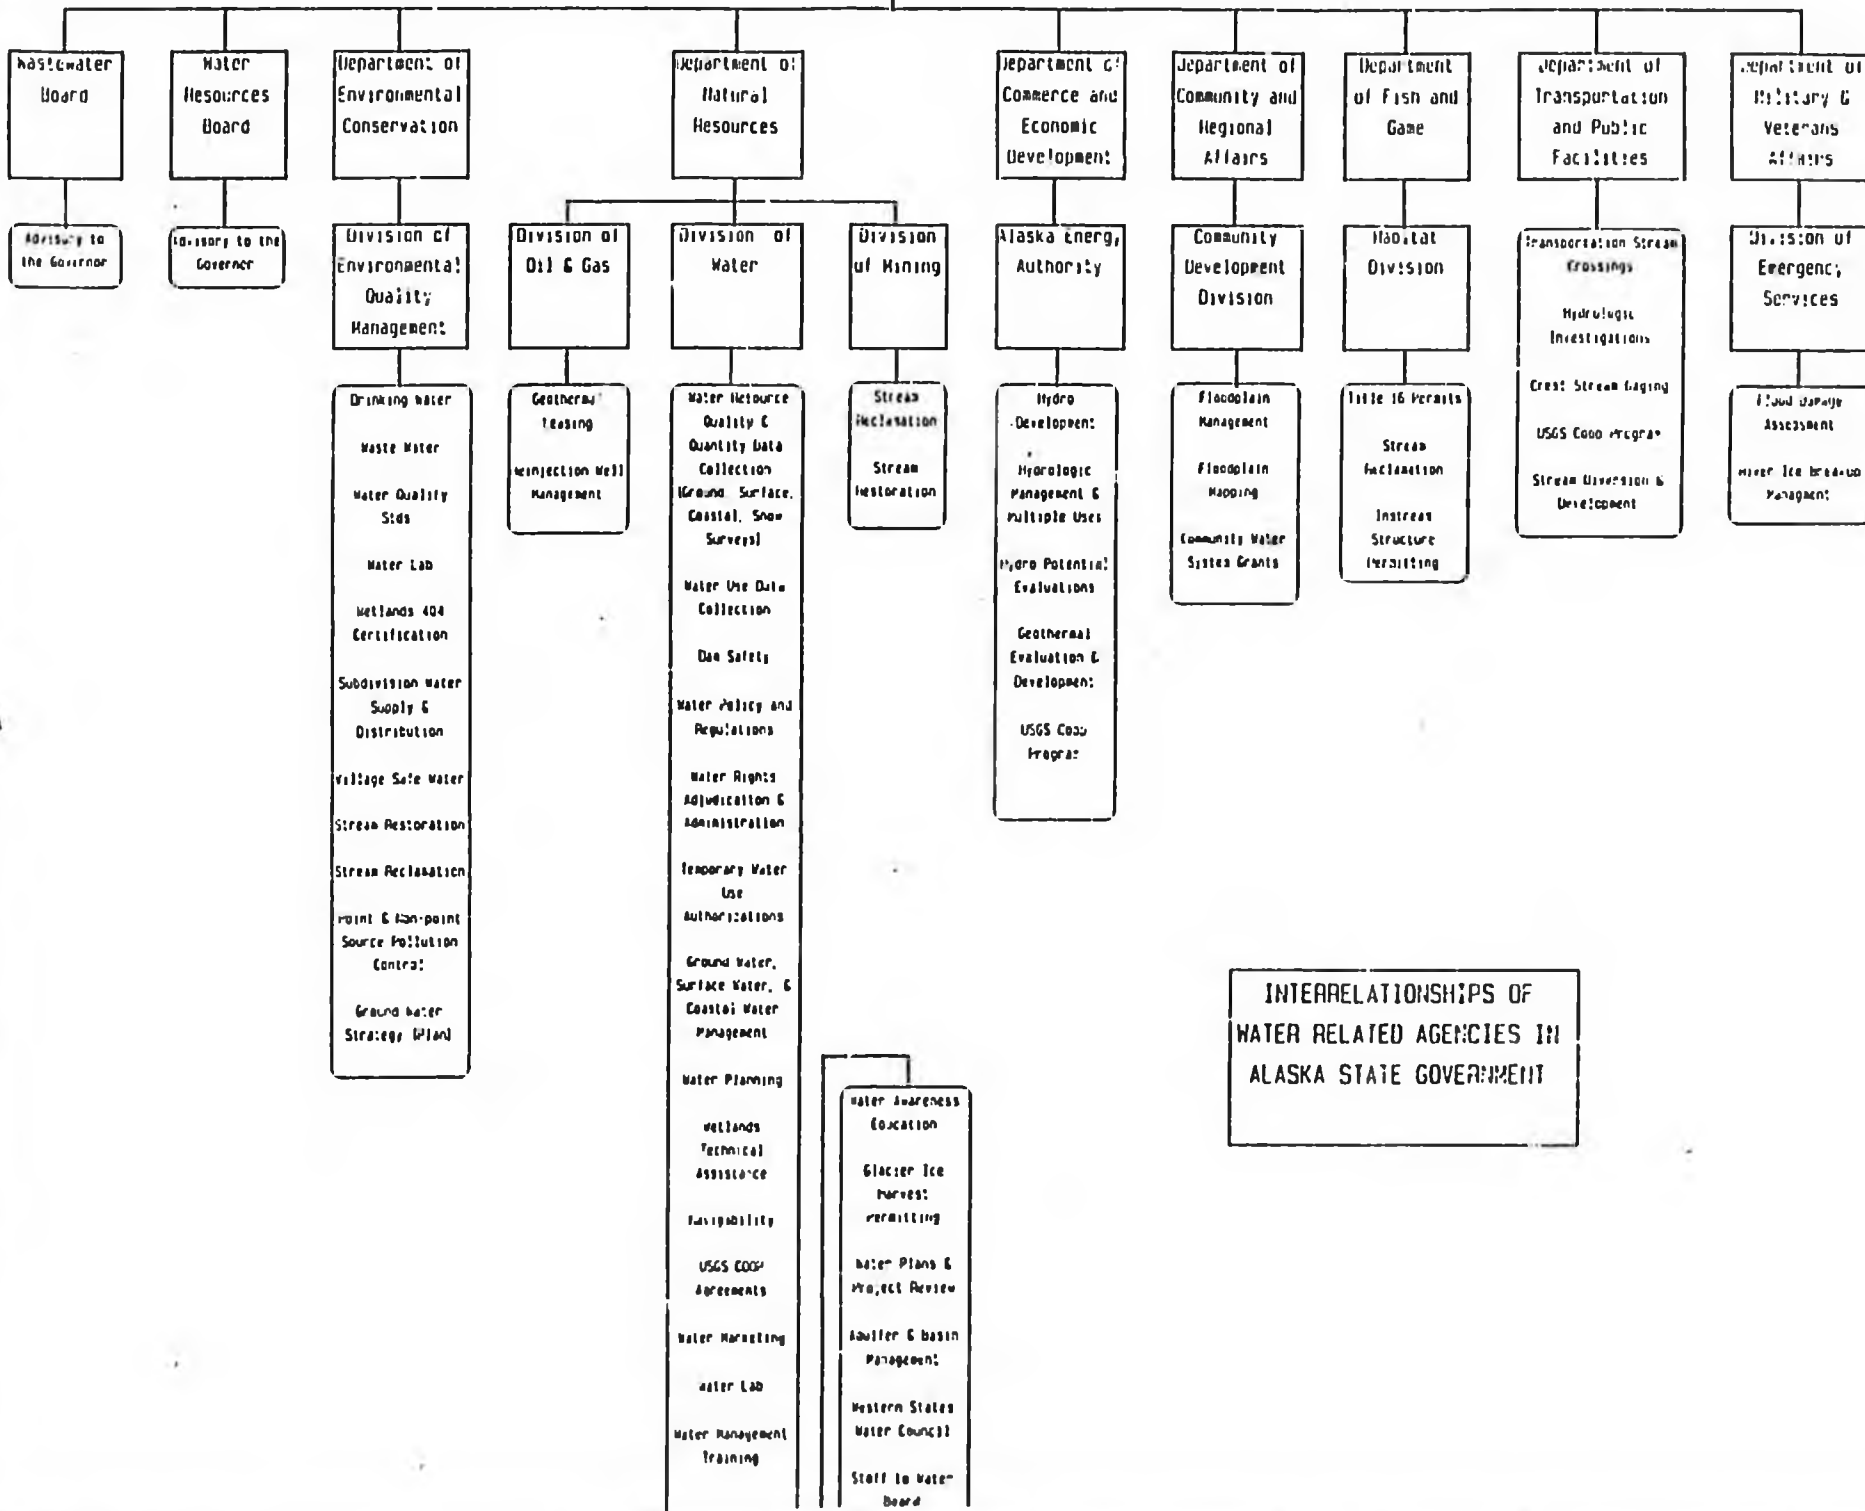 Wastewater
Board
Water
Resources
Board
Department of
Environmental
Conservation
Department of
Natural
Resources
Department of
Commerce and
Economic
Development
Department of
Community and
Regional
Affairs
Department
of Fish and
Game
Department of
Transportation
and Public
Facilities
Department of
Military &
Veterans
Affairs
Advisory to
the Governor
Advisory to the
Governor
Division of
Environmental
Quality
Management
Division of
Oil & Gas
Division of
Water
Division
of Mining
Alaska Energy
Authority
Community
Development
Division
Habitat
Division
Transportation Stream
Crossings
Hydrologic
Investigations
Crest Stream Gaging
USGS Coop Program
Stream Diversion &
Development
Division of
Emergency
Services
Drinking Water
Waste Water
Water Quality
Stds
Water Lab
Wetlands 404
Certification
Subdivision Water
Supply &
Distribution
Village Safe Water
Stream Restoration
Stream Reclamation
Point & Non-point
Source Pollution
Control
Ground Water
Strategy (Plan)
Geothermal
Leasing
Reinjection Well
Management
Water Resource
Quality &
Quantity Data
Collection
(Ground, Surface,
Coastal, Snow
Surveys)
Water Use Data
Collection
Dam Safety
Water Policy and
Regulations
Water Rights
Adjudication &
Administration
Temporary Water
Use
Authorizations
Ground Water,
Surface Water, &
Coastal Water
Management
Water Planning
Wetlands
Technical
Assistance
Navigability
USGS COOP
Agreements
Water Marketing
Water Lab
Water Management
Training
Stream
Reclamation
Stream
Restoration
Water Awareness
Education
Glacier Ice
Harvest
Permitting
Water Plans &
Project Review
Aquifer & basin
Management
Western States
Water Council
Staff to Water
Board
Hydro
Development
Hydrologic
Management &
Multiple Uses
Hydro Potential
Evaluations
Geothermal
Evaluation &
Development
USGS Coop
Program
Floodplain
Management
Floodplain
Mapping
Community Water
System Grants
Title 16 Permits
Stream
Reclamation
Instream
Structure
Permitting
Flood Damage
Assesment
River Ice Breakup
Managment
INTERRELATIONSHIPS OF
WATER RELATED AGENCIES IN
ALASKA STATE GOVERNMENT